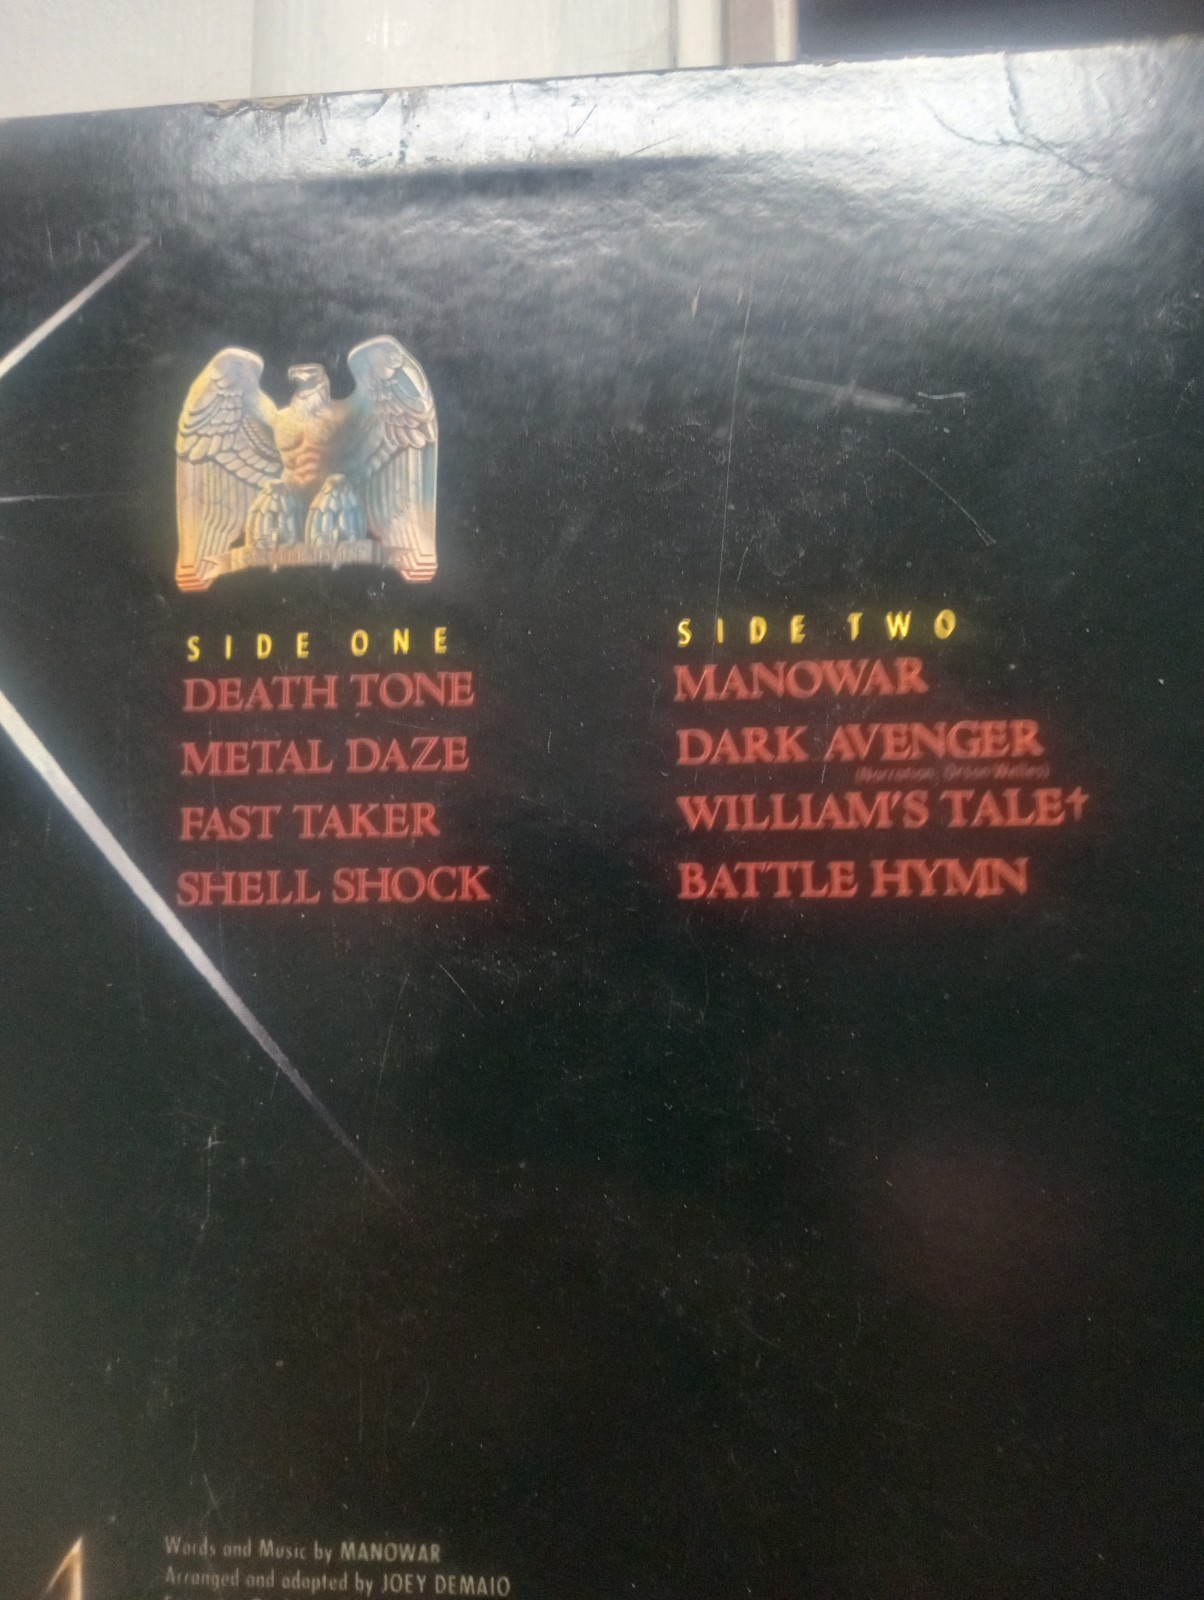 SIDE ONE
DEATH TONE
METAL DAZE
FAST TAKER
SHELL SHOCK
SIDE TWO
MANOWAR
DARK AVENGER
(Narration, Orson Welles)
WILLIAM'S TALE†
BATTLE HYMN
Words and Music by MANOWAR
Arranged and adapted by JOEY DEMAIO